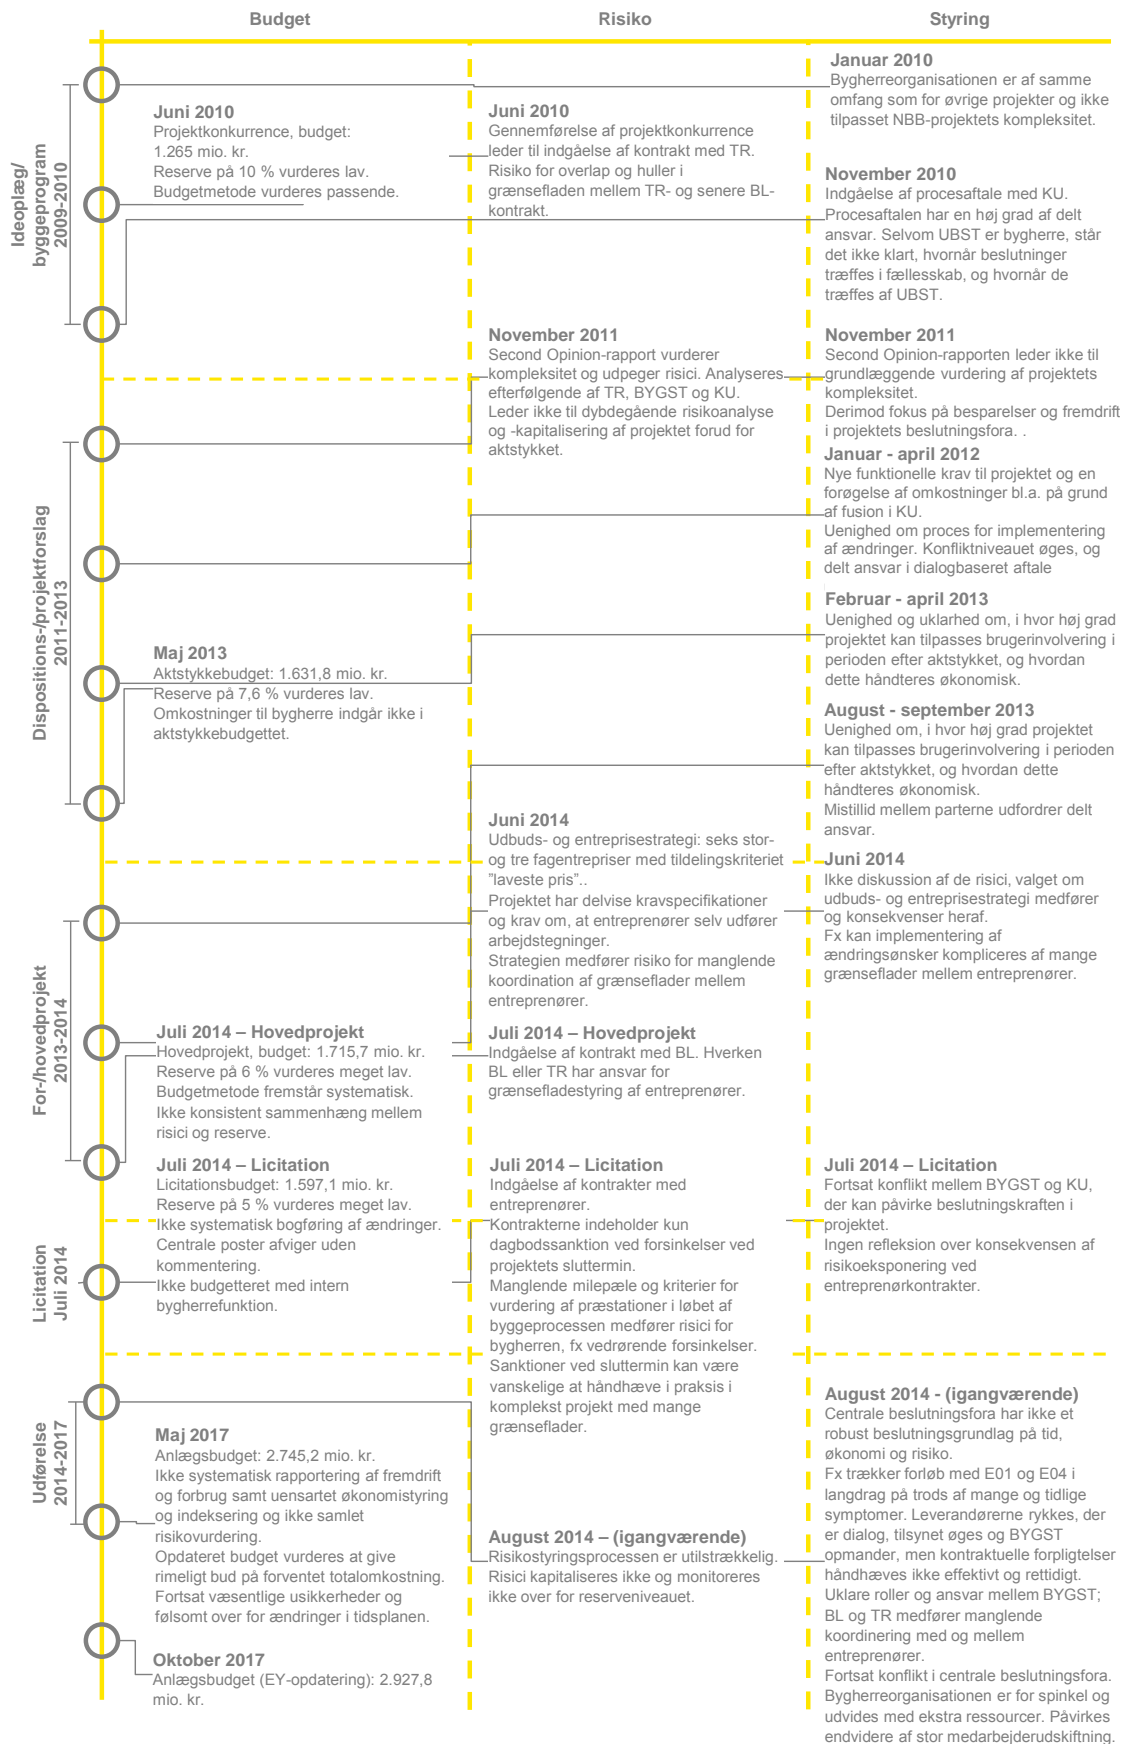 Budget
Risiko
Styring
Ideoplæg/
byggeprogram
2009-2010
Januar 2010
Bygherreorganisationen er af samme
omfang som for øvrige projekter og ikke
tilpasset NBB-projektets kompleksitet.
Juni 2010
Projektkonkurrence, budget:
1.265 mio. kr.
Reserve på 10 % vurderes lav.
Budgetmetode vurderes passende.
Juni 2010
Gennemførelse af projektkonkurrence
leder til indgåelse af kontrakt med TR.
Risiko for overlap og huller i
grænsefladen mellem TR- og senere BL-
kontrakt.
November 2010
Indgåelse af procesaftale med KU.
Procesaftalen har en høj grad af delt
ansvar. Selvom UBST er bygherre, står
det ikke klart, hvornår beslutninger
træffes i fællesskab, og hvornår de
træffes af UBST.
Dispositions-/projektforslag
2011-2013
November 2011
Second Opinion-rapport vurderer
kompleksitet og udpeger risici. Analyseres
efterfølgende af TR, BYGST og KU.
Leder ikke til dybdegående risikoanalyse
og -kapitalisering af projektet forud for
aktstykket.
November 2011
Second Opinion-rapporten leder ikke til
grundlæggende vurdering af projektets
kompleksitet.
Derimod fokus på besparelser og fremdrift
i projektets beslutningsfora. .
Januar - april 2012
Nye funktionelle krav til projektet og en
forøgelse af omkostninger bl.a. på grund
af fusion i KU.
Uenighed om proces for implementering
af ændringer. Konfliktniveauet øges, og
delt ansvar i dialogbaseret aftale
Februar - april 2013
Uenighed og uklarhed om, i hvor høj grad
projektet kan tilpasses brugerinvolvering i
perioden efter aktstykket, og hvordan
dette håndteres økonomisk.
Maj 2013
Aktstykkebudget: 1.631,8 mio. kr.
Reserve på 7,6 % vurderes lav.
Omkostninger til bygherre indgår ikke i
aktstykkebudgettet.
August - september 2013
Uenighed om, i hvor høj grad projektet
kan tilpasses brugerinvolvering i perioden
efter aktstykket, og hvordan dette
håndteres økonomisk.
Mistillid mellem parterne udfordrer delt
ansvar.
For-/hovedprojekt
2013-2014
Juni 2014
Udbuds- og entreprisestrategi: seks stor-
og tre fagentrepriser med tildelingskriteriet
”laveste pris”..
Projektet har delvise kravspecifikationer
og krav om, at entreprenører selv udfører
arbejdstegninger.
Strategien medfører risiko for manglende
koordination af grænseflader mellem
entreprenører.
Juni 2014
Ikke diskussion af de risici, valget om
udbuds- og entreprisestrategi medfører
og konsekvenser heraf.
Fx kan implementering af
ændringsønsker kompliceres af mange
grænseflader mellem entreprenører.
Juli 2014 – Hovedprojekt
Hovedprojekt, budget: 1.715,7 mio. kr.
Reserve på 6 % vurderes meget lav.
Budgetmetode fremstår systematisk.
Ikke konsistent sammenhæng mellem
risici og reserve.
Juli 2014 – Hovedprojekt
Indgåelse af kontrakt med BL. Hverken
BL eller TR har ansvar for
grænsefladestyring af entreprenører.
Licitation
Juli 2014
Juli 2014 – Licitation
Licitationsbudget: 1.597,1 mio. kr.
Reserve på 5 % vurderes meget lav.
Ikke systematisk bogføring af ændringer.
Centrale poster afviger uden
kommentering.
Ikke budgetteret med intern
bygherrefunktion.
Juli 2014 – Licitation
Indgåelse af kontrakter med
entreprenører.
Kontrakterne indeholder kun
dagbodssanktion ved forsinkelser ved
projektets sluttermin.
Manglende milepæle og kriterier for
vurdering af præstationer i løbet af
byggeprocessen medfører risici for
bygherren, fx vedrørende forsinkelser.
Sanktioner ved sluttermin kan være
vanskelige at håndhæve i praksis i
komplekst projekt med mange
grænseflader.
Juli 2014 – Licitation
Fortsat konflikt mellem BYGST og KU,
der kan påvirke beslutningskraften i
projektet.
Ingen refleksion over konsekvensen af
risikoeksponering ved
entreprenørkontrakter.
Udførelse
2014-2017
Maj 2017
Anlægsbudget: 2.745,2 mio. kr.
Ikke systematisk rapportering af fremdrift
og forbrug samt uensartet økonomistyring
og indeksering og ikke samlet
risikovurdering.
Opdateret budget vurderes at give
rimeligt bud på forventet totalomkostning.
Fortsat væsentlige usikkerheder og
følsomt over for ændringer i tidsplanen.
August 2014 – (igangværende)
Risikostyringsprocessen er utilstrækkelig.
Risici kapitaliseres ikke og monitoreres
ikke over for reserveniveauet.
August 2014 - (igangværende)
Centrale beslutningsfora har ikke et
robust beslutningsgrundlag på tid,
økonomi og risiko.
Fx trækker forløb med E01 og E04 i
langdrag på trods af mange og tidlige
symptomer. Leverandørerne rykkes, der
er dialog, tilsynet øges og BYGST
opmander, men kontraktuelle forpligtelser
håndhæves ikke effektivt og rettidigt.
Uklare roller og ansvar mellem BYGST;
BL og TR medfører manglende
koordinering med og mellem
entreprenører.
Fortsat konflikt i centrale beslutningsfora.
Bygherreorganisationen er for spinkel og
udvides med ekstra ressourcer. Påvirkes
endvidere af stor medarbejderudskiftning.
Oktober 2017
Anlægsbudget (EY-opdatering): 2.927,8
mio. kr.